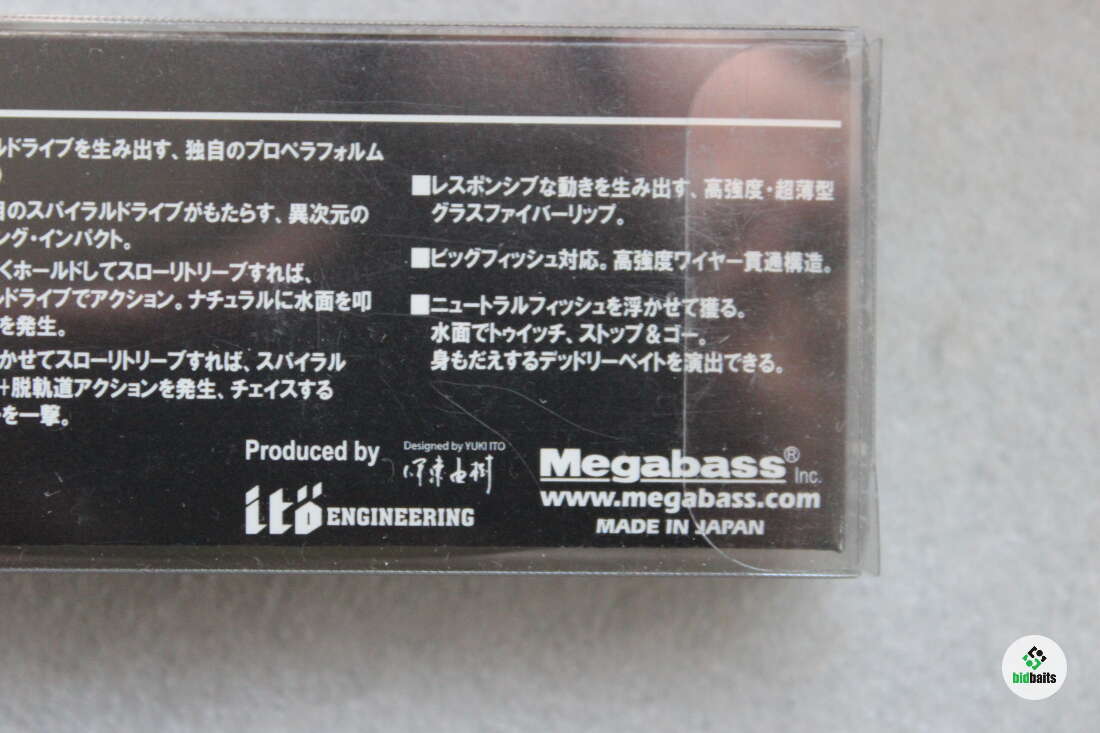 ルドライブを生み出す、独自のプロペラフォルム
)
目のスパイラルドライブがもたらす、異次元の
ング・インパクト。
くホールドしてスローリトリーブすれば、
ルドライブでアクション。ナチュラルに水面を叩
を発生。
かせてスローリトリーブすれば、スパイラル
+脱軌道アクションを発生、チェイスする
を一撃。
■レスポンシブな動きを生み出す、高強度・超薄型
グラスファイバーリップ。
■ビッグフィッシュ対応。高強度ワイヤー貫通構造。
■ニュートラルフィッシュを浮かせて獲る。
水面でトゥイッチ、ストップ＆ゴー。
身もだえするデッドリーベイトを演出できる。
Produced by
itö ENGINEERING
Designed by YUKI ITO
伊東由樹
Megabass® Inc.
www.megabass.com
MADE IN JAPAN
bidbaits